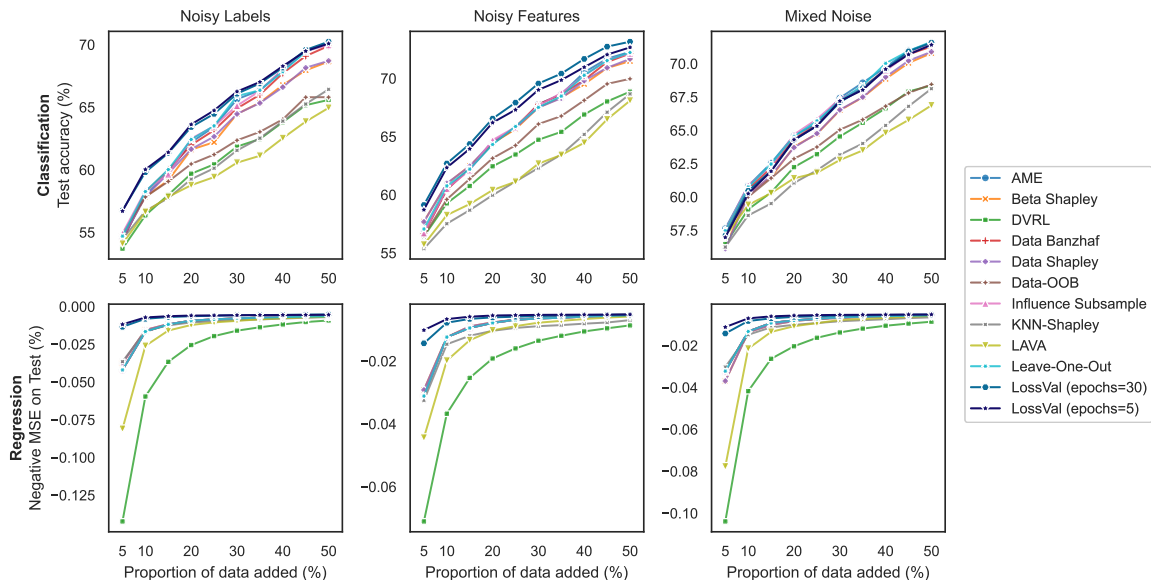 Noisy Labels
Noisy Features
Mixed Noise
Classification
Test accuracy (%)
70
65
60
55
5 10 20 30 40 50
70
65
60
55
5 10 20 30 40 50
70.0
67.5
65.0
62.5
60.0
57.5
5 10 20 30 40 50
Regression
Negative MSE on Test (%)
0.000
−0.025
−0.050
−0.075
−0.100
−0.125
5 10 20 30 40 50
Proportion of data added (%)
−0.02
−0.04
−0.06
5 10 20 30 40 50
Proportion of data added (%)
−0.02
−0.04
−0.06
−0.08
−0.10
5 10 20 30 40 50
Proportion of data added (%)
AME
Beta Shapley
DVRL
Data Banzhaf
Data Shapley
Data-OOB
Influence Subsample
KNN-Shapley
LAVA
Leave-One-Out
LossVal (epochs=30)
LossVal (epochs=5)